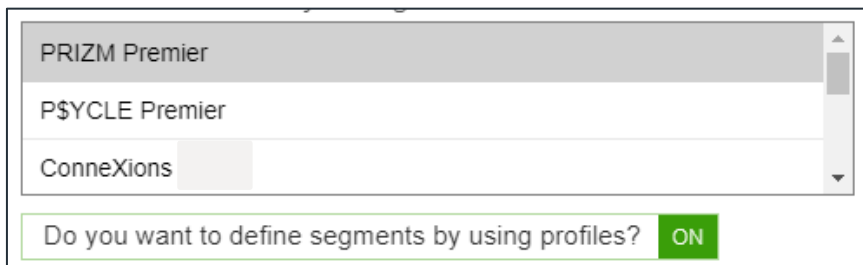 PRIZM Premier
P$YCLE Premier
ConneXions
Do you want to define segments by using profiles? ON